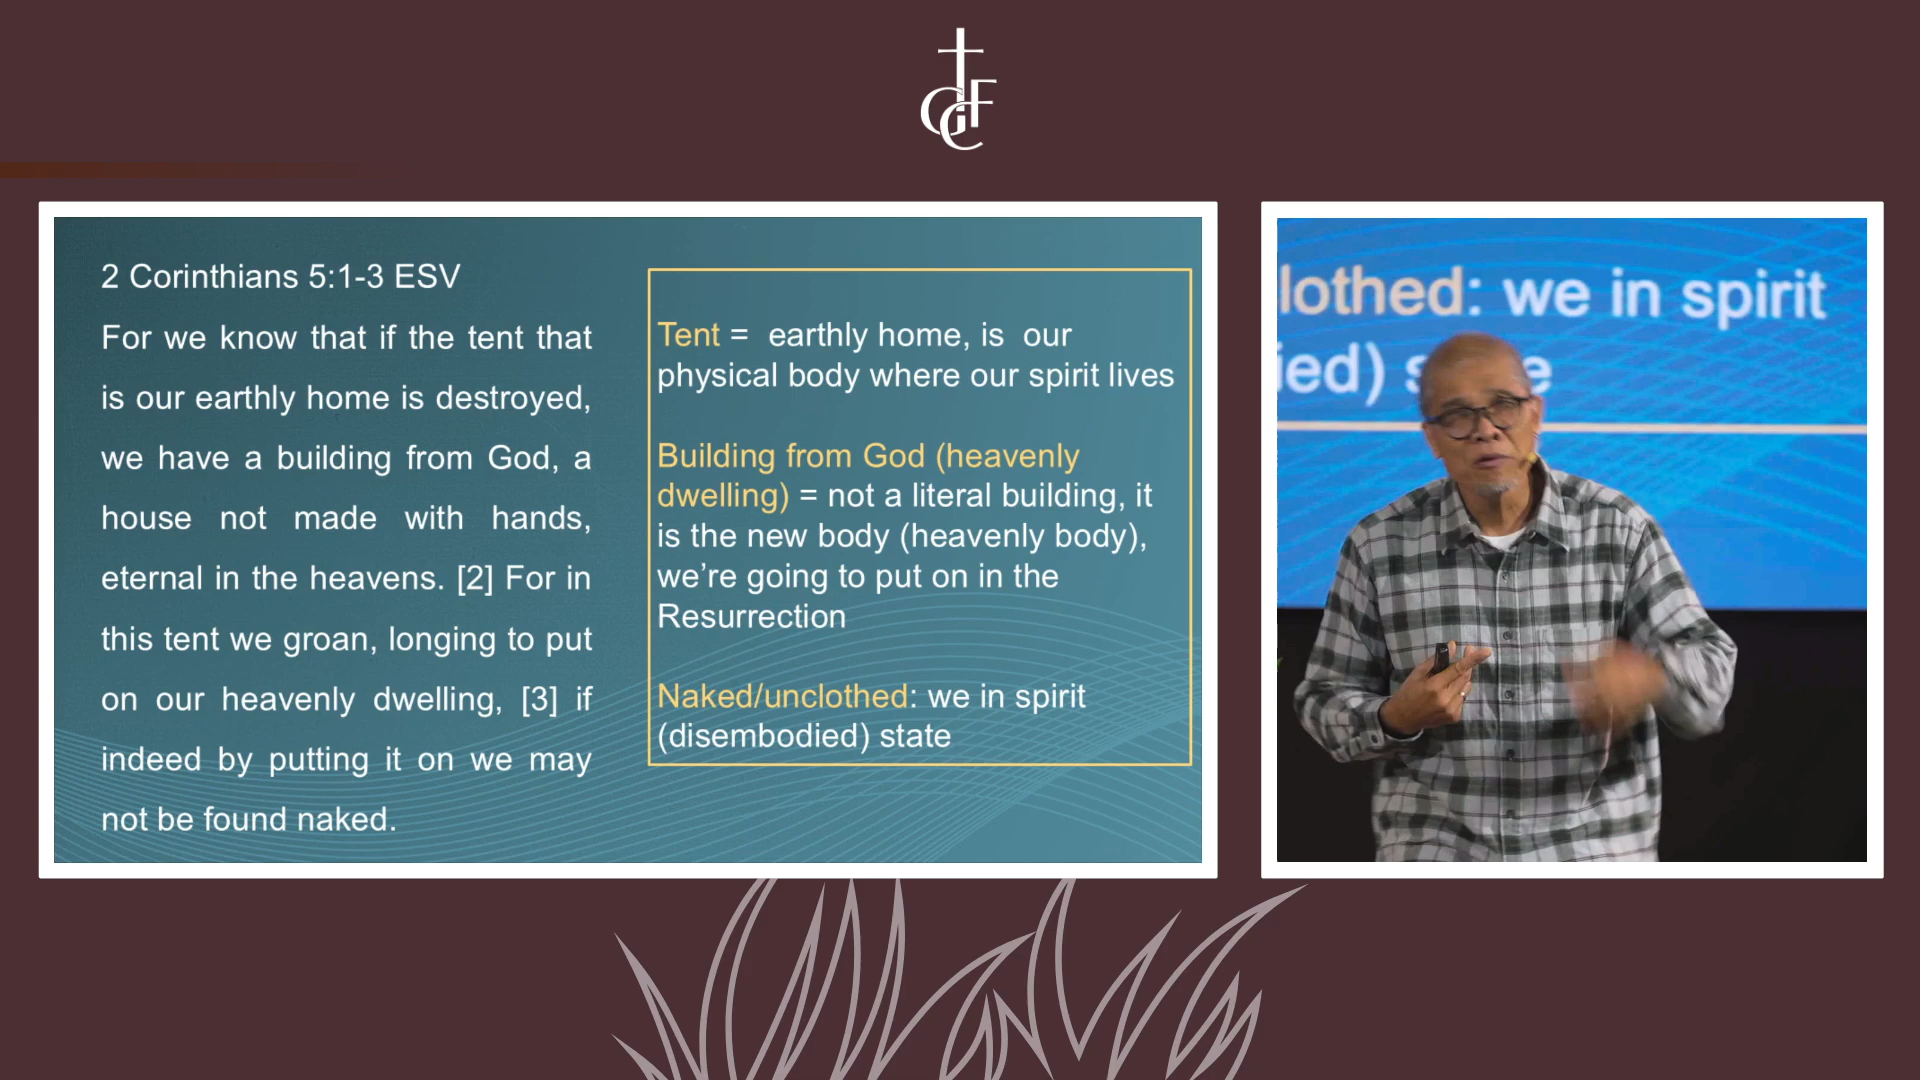 GCF
2 Corinthians 5:1-3 ESV
For we know that if the tent that
is our earthly home is destroyed,
we have a building from God, a
house not made with hands,
eternal in the heavens. [2] For in
this tent we groan, longing to put
on our heavenly dwelling, [3] if
indeed by putting it on we may
not be found naked.
Tent = earthly home, is our
physical body where our spirit lives
Building from God (heavenly
dwelling) = not a literal building, it
is the new body (heavenly body),
we’re going to put on in the
Resurrection
Naked/unclothed: we in spirit
(disembodied) state
lothed: we in spirit
ied) s e